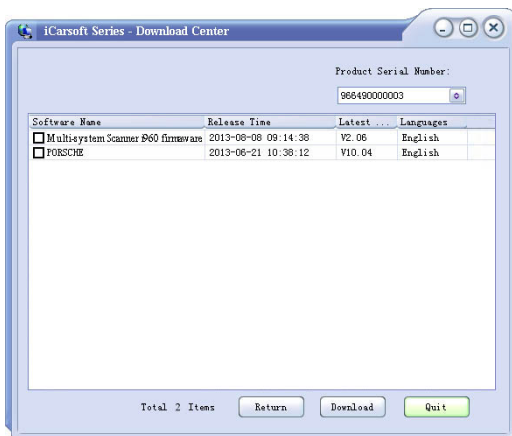 iCarsoft Series - Download Center
Product Serial Number:
966490000003
Software Name Release Time Latest ... Languages
Multi-system Scanner i960 firmware 2013-08-08 09:14:38 V2.06 English
PORSCHE 2013-06-21 10:38:12 V10.04 English
Total 2 Items Return Download Quit